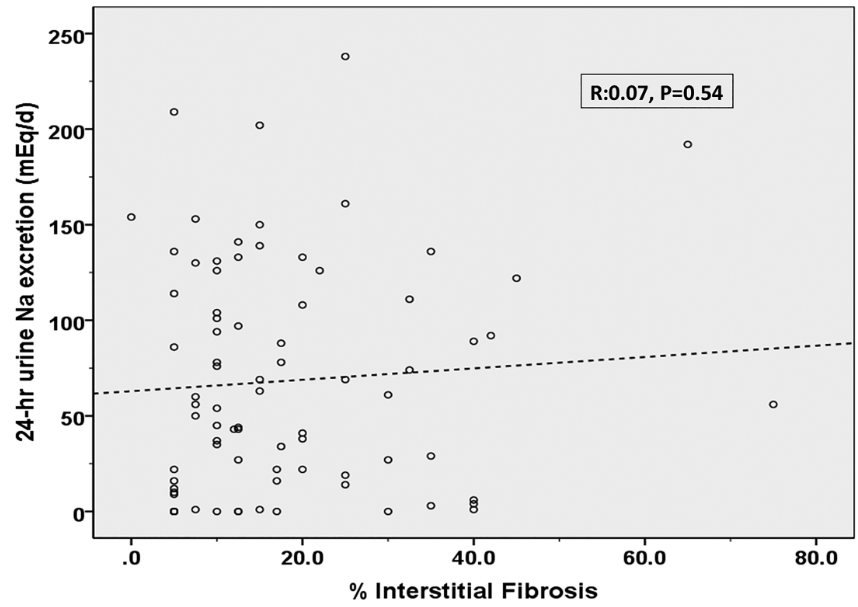 250
200
150
100
50
0
24-hr urine Na excretion (mEq/d)
R:0.07, P=0.54
.0 20.0 40.0 60.0 80.0
% Interstitial Fibrosis